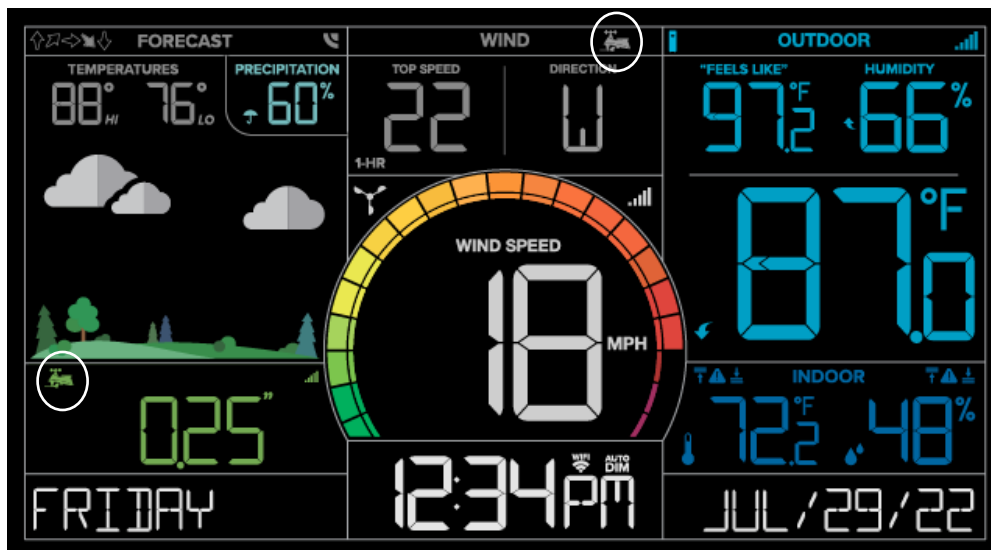 FORECAST
WIND
OUTDOOR
TEMPERATURES
PRECIPITATION
88° HI 76° LO
60%
TOP SPEED
DIRECTION
22
W
1-HR
"FEELS LIKE"
HUMIDITY
97.2 °F
66%
WIND SPEED
18
MPH
87.0 °F
INDOOR
72.2 °F
48%
0.25"
FRIDAY
12:34 PM
WIFI
AUTO
DIM
JUL/29/22